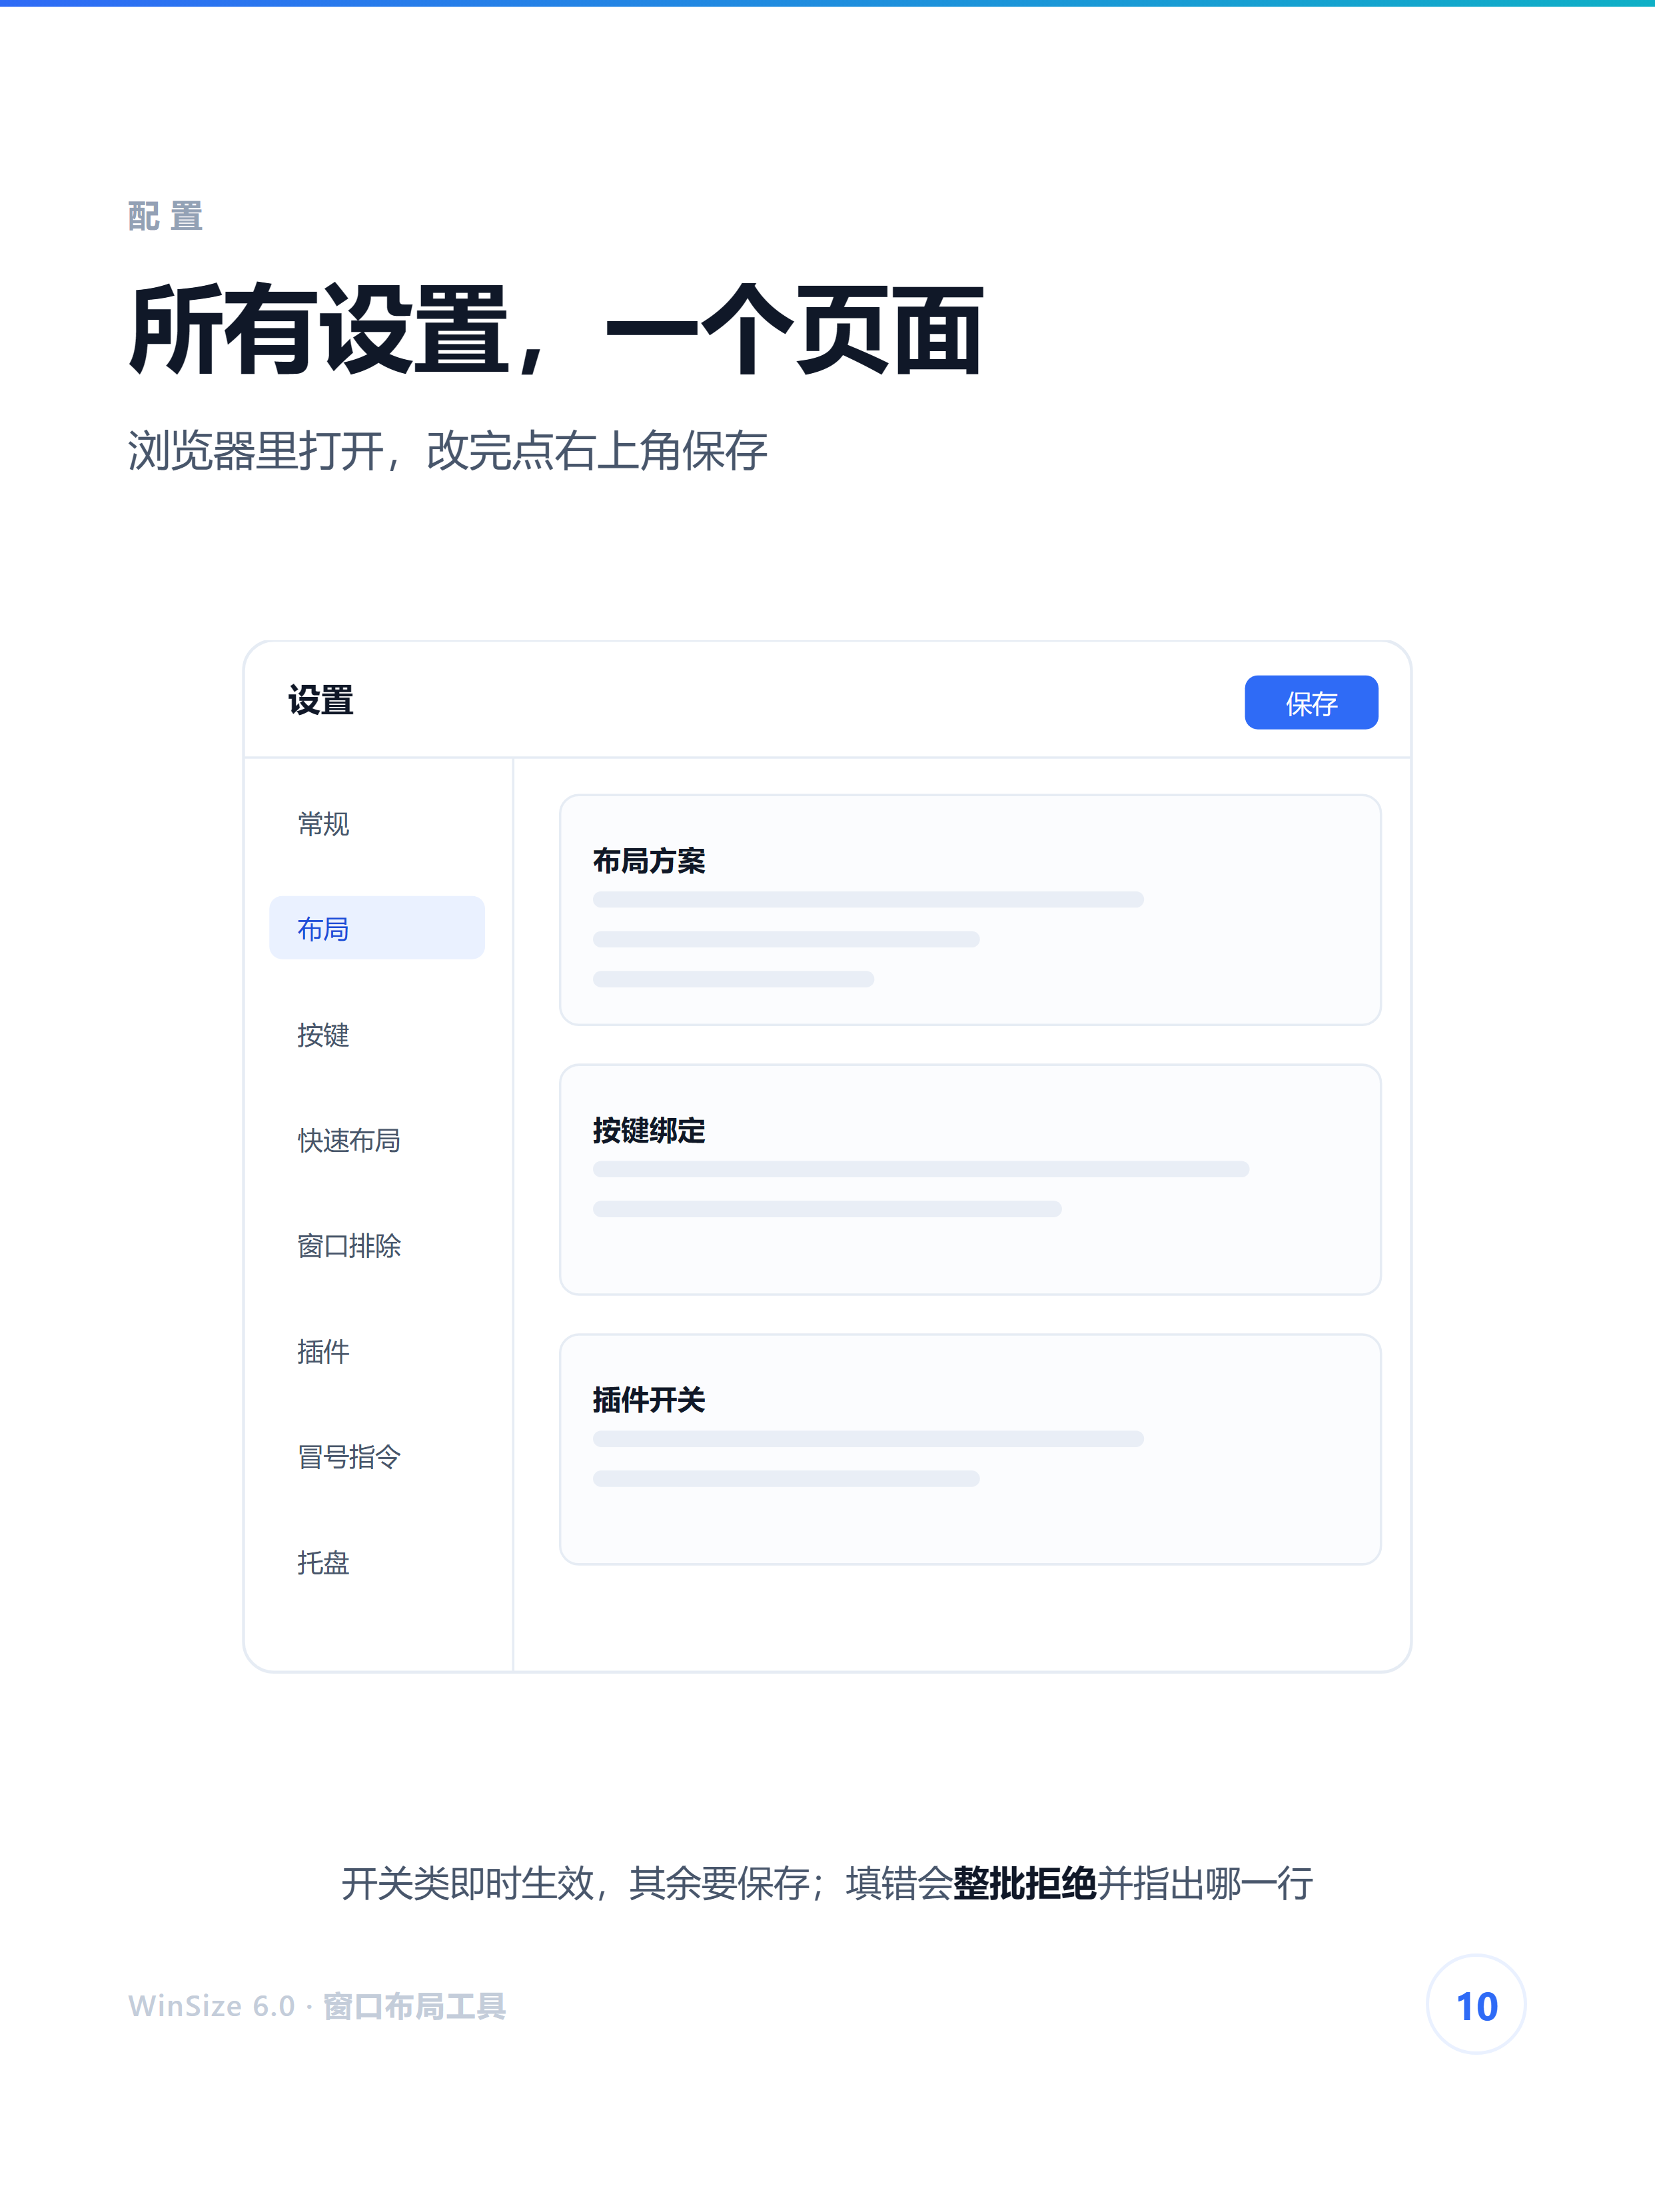 配置
所有设置，一个页面
浏览器里打开，改完点右上角保存
设置
保存
常规
布局
按键
快速布局
窗口排除
插件
冒号指令
托盘
布局方案
按键绑定
插件开关
开关类即时生效，其余要保存；填错会整批拒绝并指出哪一行
WinSize 6.0 · 窗口布局工具
10